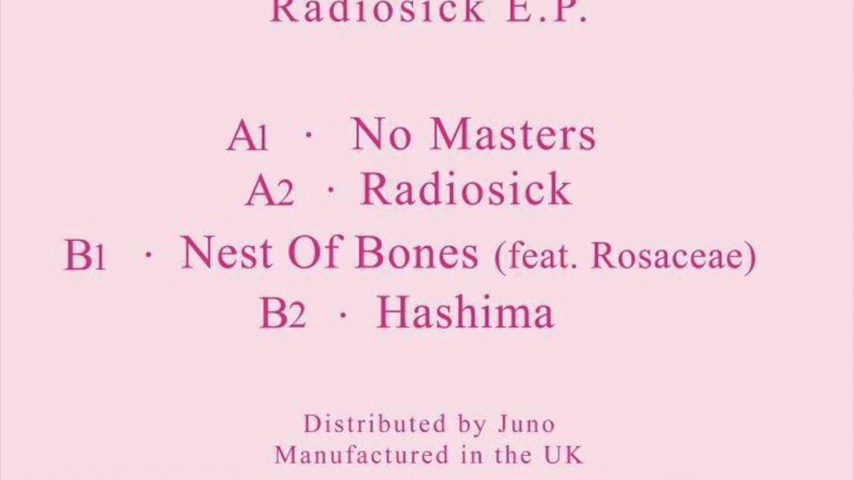 Radiosick E.P.
A1 · No Masters
A2 · Radiosick
B1 · Nest Of Bones (feat. Rosaceae)
B2 · Hashima
Distributed by Juno
Manufactured in the UK